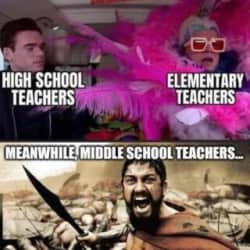 HIGH SCHOOL
TEACHERS
ELEMENTARY
TEACHERS
MEANWHILE, MIDDLE SCHOOL TEACHERS...